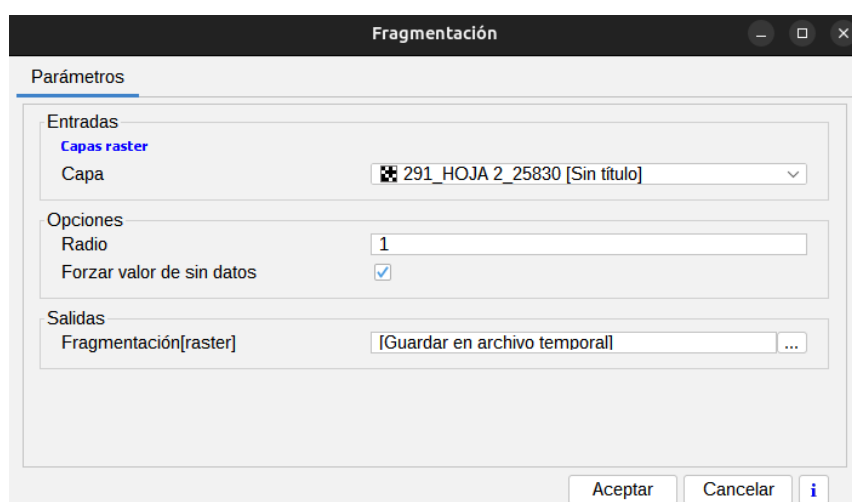 Fragmentación
Parámetros
Entradas
Capas raster
Capa 291_HOJA 2_25830 [Sin título]
Opciones
Radio 1
Forzar valor de sin datos
Salidas
Fragmentación[raster] [Guardar en archivo temporal] ...
Aceptar Cancelar i